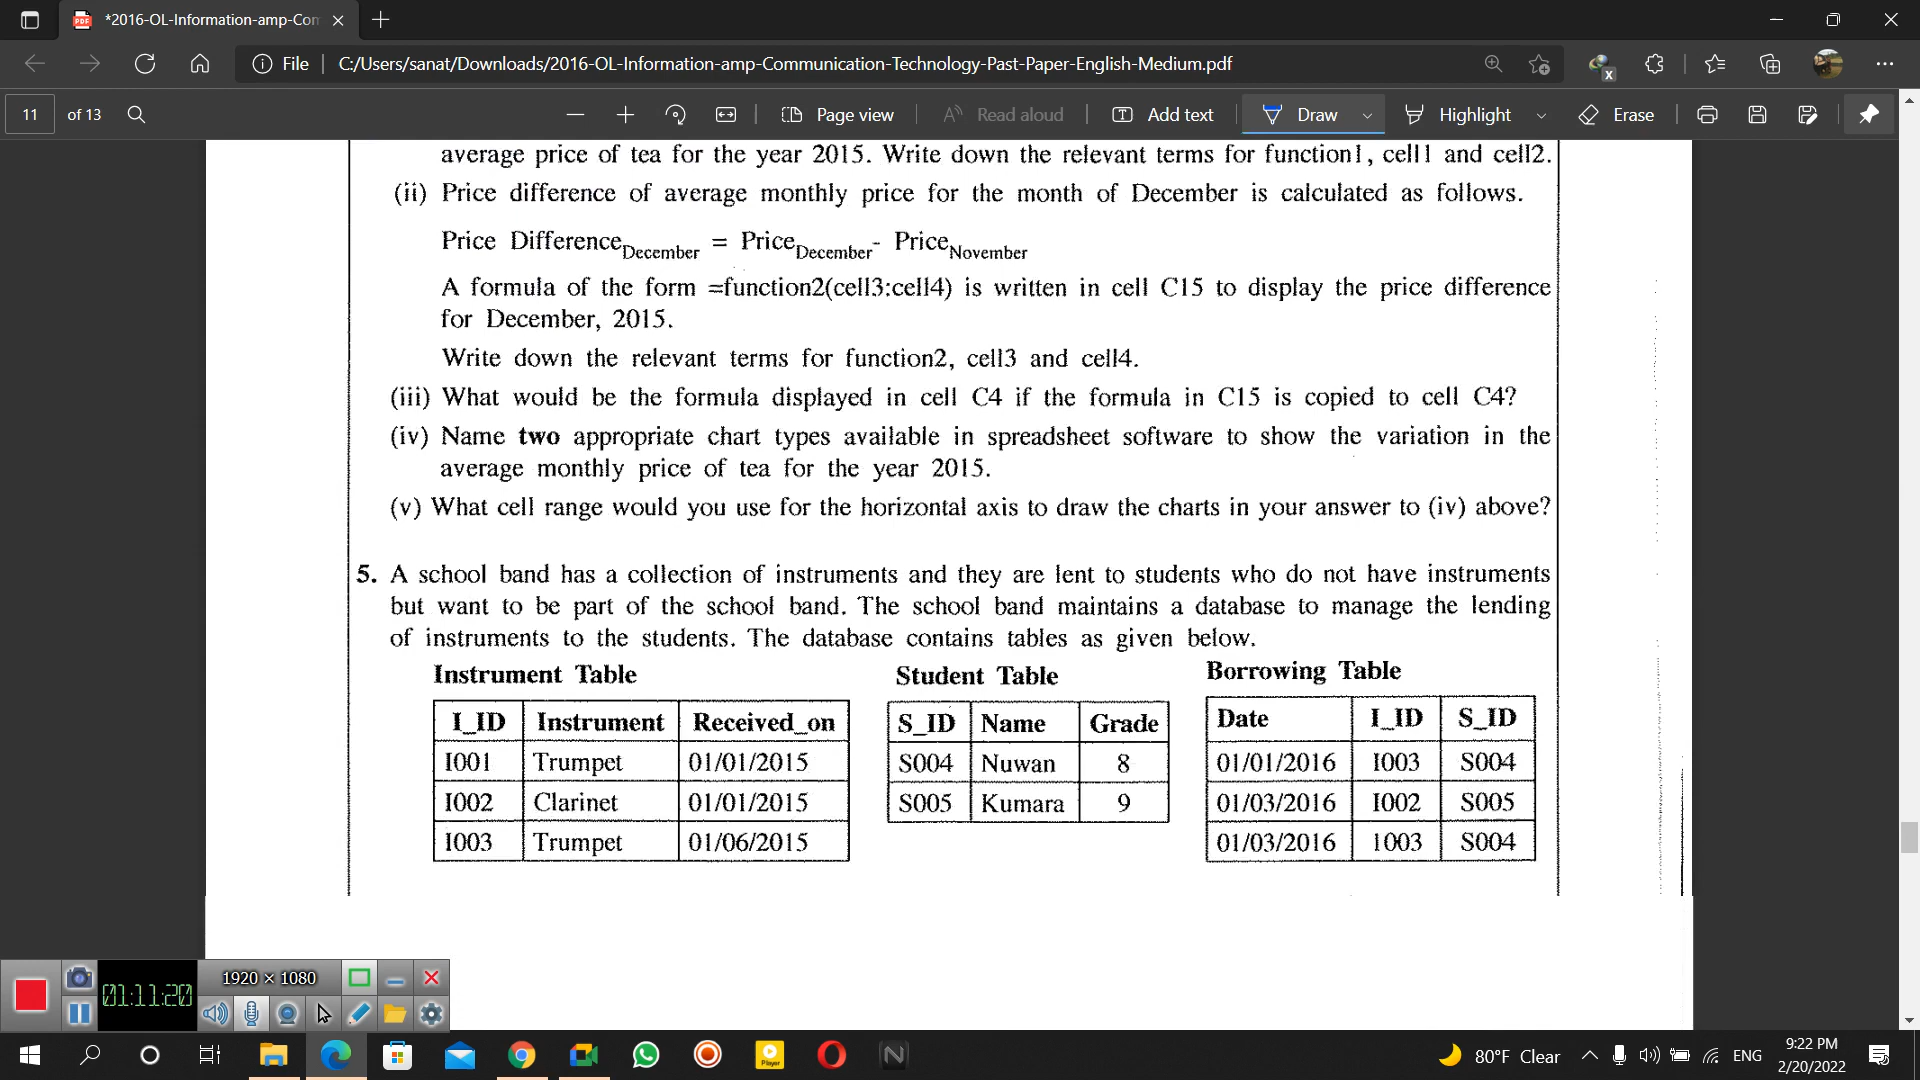 *2016-OL-Information-amp-Con
File
C:/Users/sanat/Downloads/2016-OL-Information-amp-Communication-Technology-Past-Paper-English-Medium.pdf
11 of 13
Page view
Read aloud
Add text
Draw
Highlight
Erase
average price of tea for the year 2015. Write down the relevant terms for function1, cell1 and cell2.
(ii) Price difference of average monthly price for the month of December is calculated as follows.
Price Difference December = Price December - Price November
A formula of the form =function2(cell3:cell4) is written in cell C15 to display the price difference
for December, 2015.
Write down the relevant terms for function2, cell3 and cell4.
(iii) What would be the formula displayed in cell C4 if the formula in C15 is copied to cell C4?
(iv) Name two appropriate chart types available in spreadsheet software to show the variation in the
average monthly price of tea for the year 2015.
(v) What cell range would you use for the horizontal axis to draw the charts in your answer to (iv) above?
5. A school band has a collection of instruments and they are lent to students who do not have instruments
but want to be part of the school band. The school band maintains a database to manage the lending
of instruments to the students. The database contains tables as given below.
Instrument Table
I_ID Instrument Received_on
I001 Trumpet 01/01/2015
I002 Clarinet 01/01/2015
I003 Trumpet 01/06/2015
Student Table
S_ID Name Grade
S004 Nuwan 8
S005 Kumara 9
Borrowing Table
Date I_ID S_ID
01/01/2016 I003 S004
01/03/2016 I002 S005
01/03/2016 1003 S004
1920 × 1080
01:11:20
80°F Clear
ENG
9:22 PM
2/20/2022